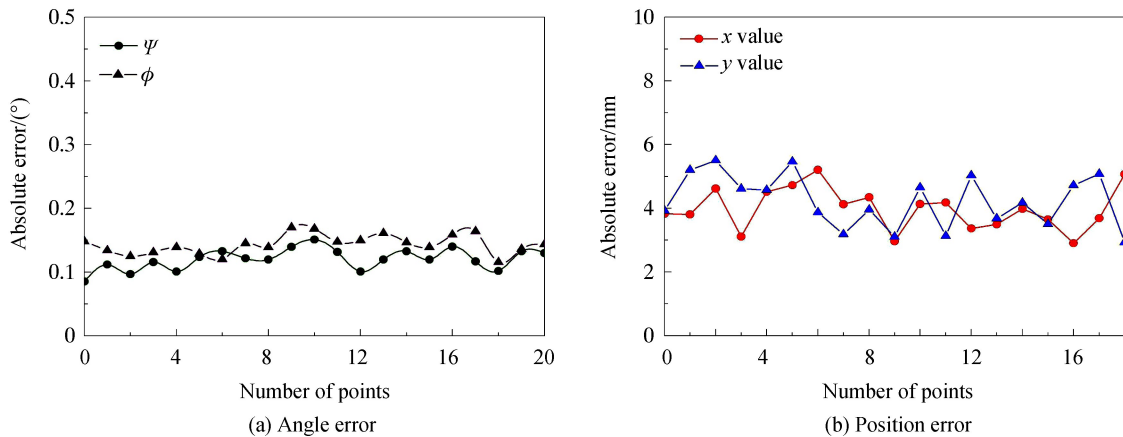 0.5
0.4
0.3
0.2
0.1
0
Absolute error/(°)
Ψ
ϕ
0 4 8 12 16 20
Number of points
(a) Angle error
10
8
6
4
2
0
Absolute error/mm
x value
y value
0 4 8 12 16
Number of points
(b) Position error